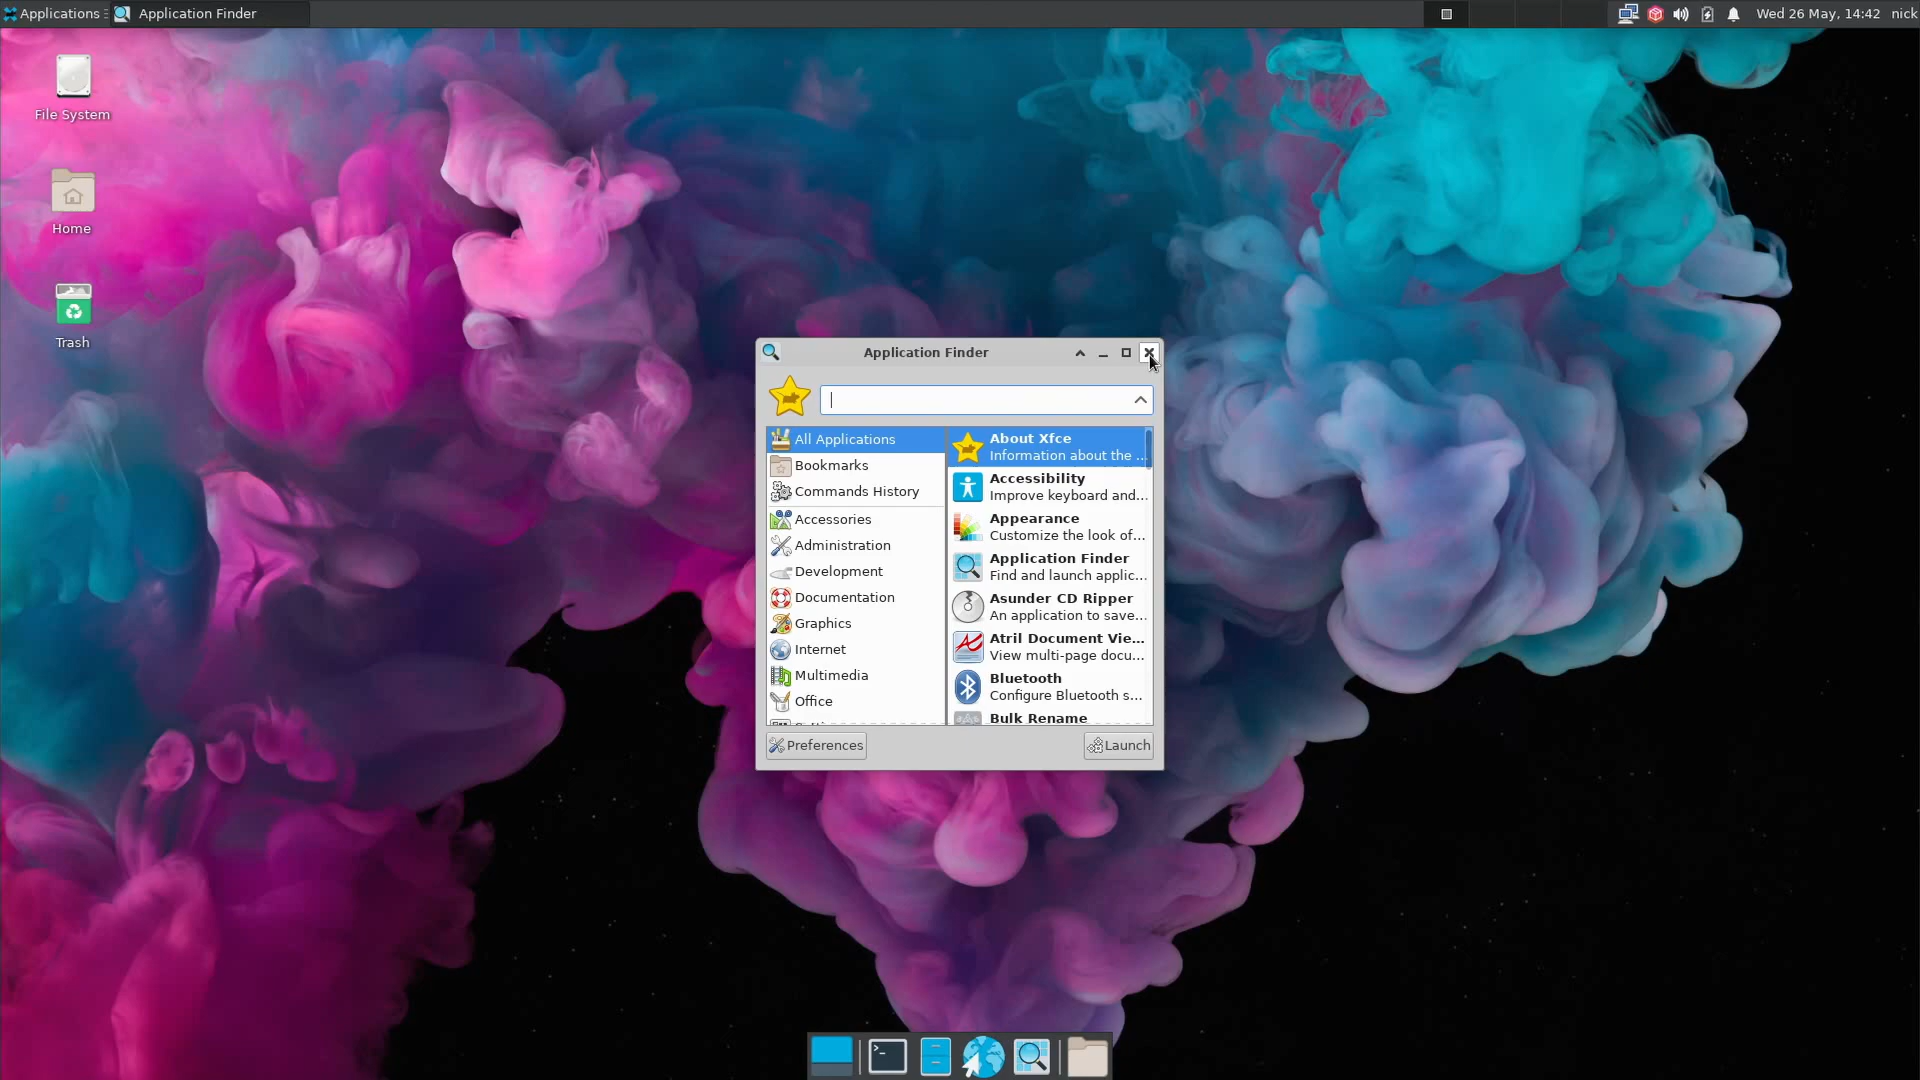 Applications
Application Finder
Wed 26 May, 14:42
nick
File System
Home
Trash
Application Finder
All Applications
Bookmarks
Commands History
Accessories
Administration
Development
Documentation
Graphics
Internet
Multimedia
Office
About Xfce
Information about the ...
Accessibility
Improve keyboard and...
Appearance
Customize the look of...
Application Finder
Find and launch applic...
Asunder CD Ripper
An application to save...
Atril Document Vie...
View multi-page docu...
Bluetooth
Configure Bluetooth s...
Bulk Rename
Preferences
Launch